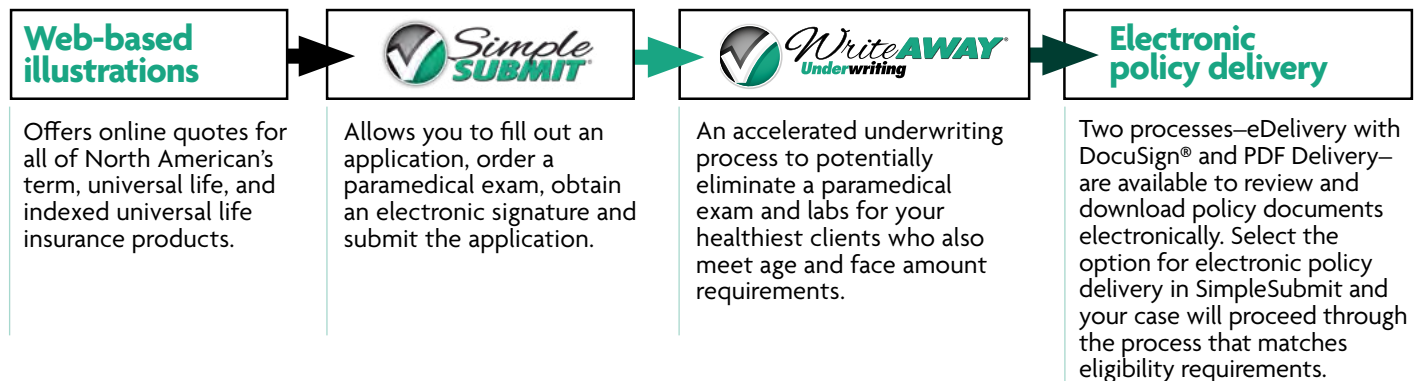 Web-based
illustrations
Offers online quotes for
all of North American’s
term, universal life, and
indexed universal life
insurance products.
Simple
SUBMIT®
Allows you to fill out an
application, order a
paramedical exam, obtain
an electronic signature and
submit the application.
WriteAWAY®
Underwriting
An accelerated underwriting
process to potentially
eliminate a paramedical
exam and labs for your
healthiest clients who also
meet age and face amount
requirements.
Electronic
policy delivery
Two processes–eDelivery with
DocuSign® and PDF Delivery–
are available to review and
download policy documents
electronically. Select the
option for electronic policy
delivery in SimpleSubmit and
your case will proceed through
the process that matches
eligibility requirements.